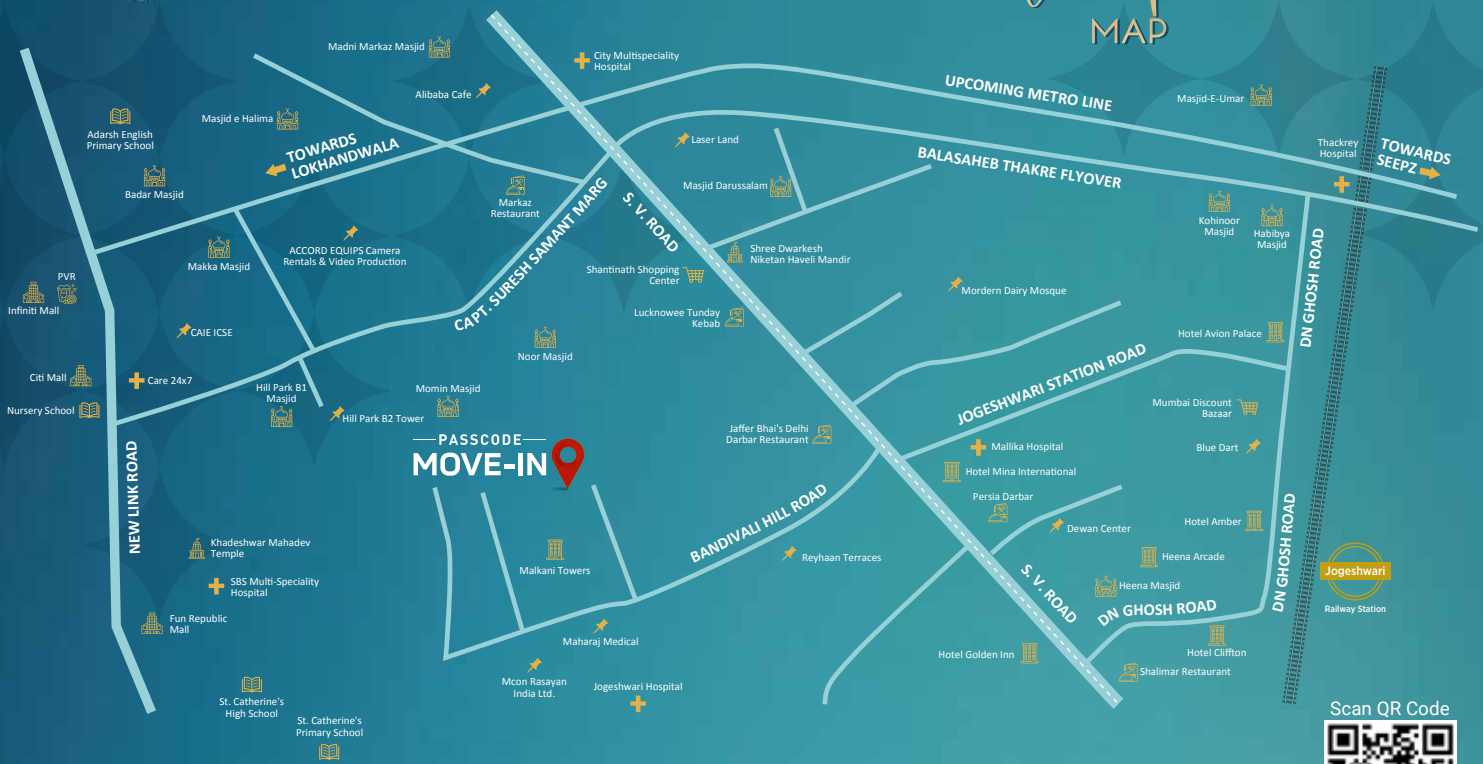 MAP
Madni Markaz Masjid
City Multispeciality
Hospital
Alibaba Cafe
UPCOMING METRO LINE
Masjid-E-Umar
Adarsh English
Primary School
Masjid e Halima
TOWARDS
LOKHANDWALA
Laser Land
BALASAHEB THAKRE FLYOVER
Thackrey
Hospital
TOWARDS
SEEPZ
Badar Masjid
Markaz
Restaurant
Masjid Darussalam
S. V. ROAD
Kohinoor
Masjid
Habibya
Masjid
Makka Masjid
ACCORD EQUIPS Camera
Rentals & Video Production
CAPT. SURESH SAMANT MARG
Shree Dwarkesh
Niketan Haveli Mandir
DN GHOSH ROAD
PVR
Infiniti Mall
Shantinath Shopping
Center
Mordern Dairy Mosque
CAIE ICSE
Noor Masjid
Lucknowee Tunday
Kebab
Hotel Avion Palace
Citi Mall
Care 24x7
Nursery School
Hill Park B1
Masjid
Hill Park B2 Tower
Momin Masjid
JOGESHWARI STATION ROAD
Mumbai Discount
Bazaar
Jaffer Bhai's Delhi
Darbar Restaurant
Mallika Hospital
Blue Dart
PASSCODE
MOVE-IN
Hotel Mina International
Persia Darbar
NEW LINK ROAD
BANDIVALI HILL ROAD
Dewan Center
Hotel Amber
DN GHOSH ROAD
Khadeshwar Mahadev
Temple
Malkani Towers
Reyhaan Terraces
Heena Arcade
Jogeshwari
Railway Station
SBS Multi-Speciality
Hospital
S. V. ROAD
Heena Masjid
DN GHOSH ROAD
Fun Republic
Mall
Maharaj Medical
Hotel Golden Inn
Hotel Cliffton
Shalimar Restaurant
Mcon Rasayan
India Ltd.
Jogeshwari Hospital
St. Catherine's
High School
St. Catherine's
Primary School
Scan QR Code